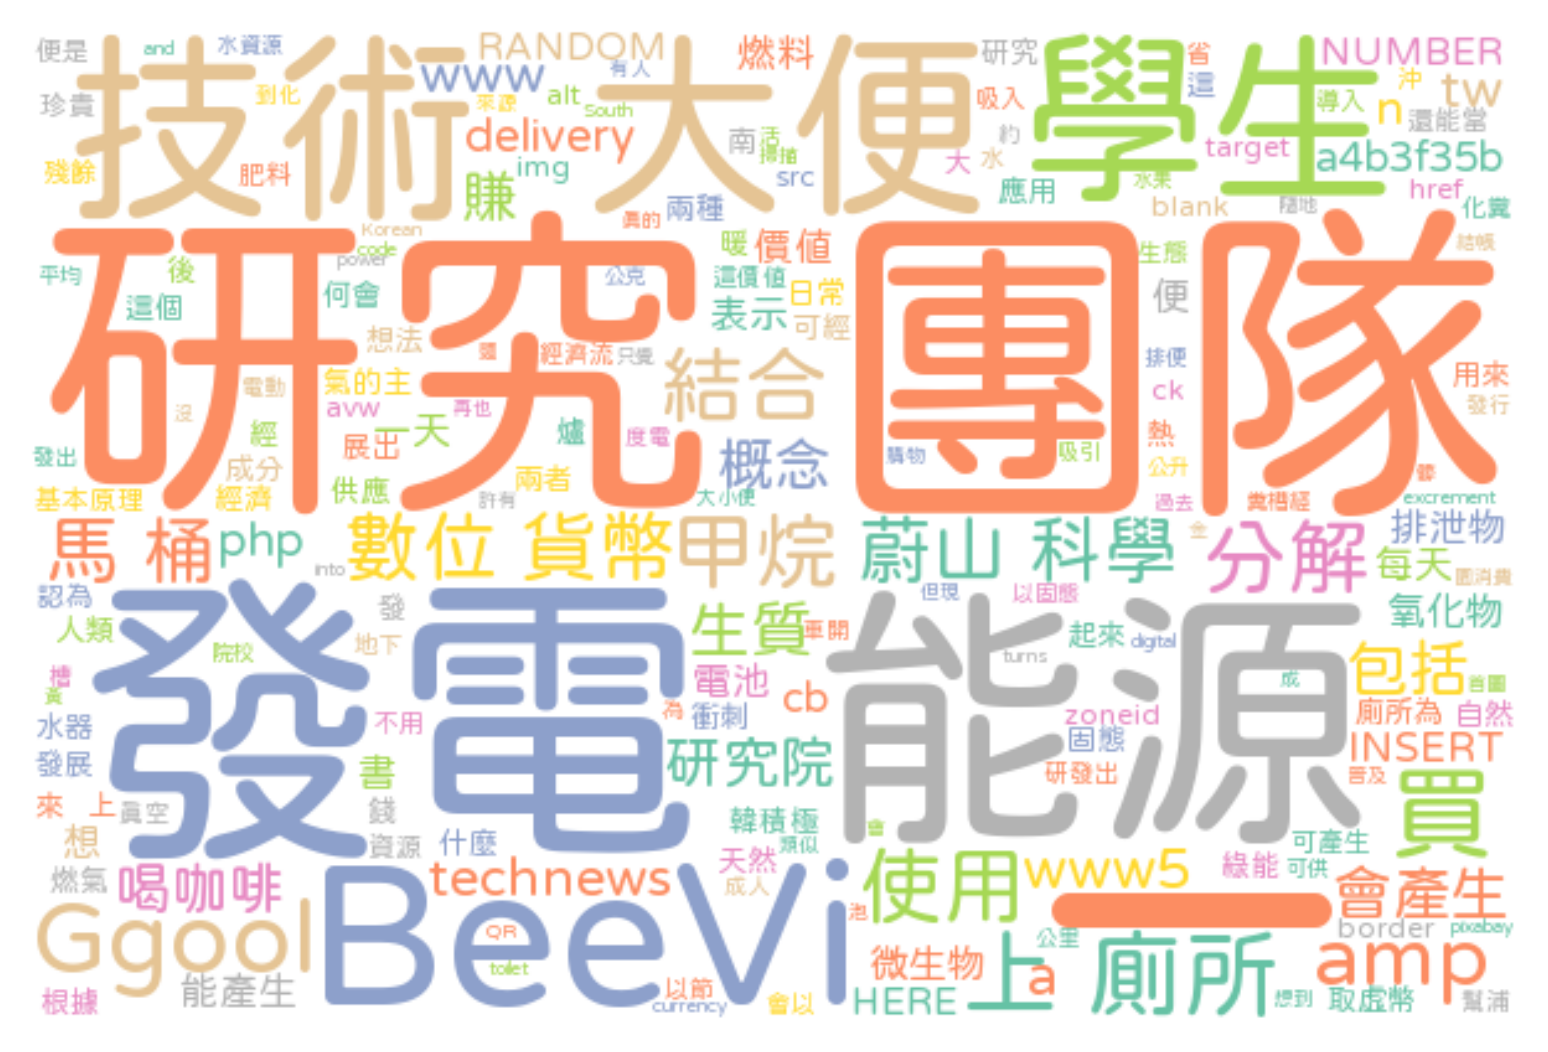 便是 and 水資源 RANDOM 燃料 研究 省 NUMBER
技術 大便 學生
www 有人 這 沖 tw
珍貴 到化 來源 alt South 吸入 導入 n 還能當
delivery 南 活 約 target a4b3f35b
殘餘 肥料 img 掃描 src 大 水 水果 href
賺 兩種 應用 blank 隨地 化糞
Korean 真的 暖 價值 生態 結帳
研究 團隊
code power
平均 後 公克 這價值
這個 何會 日常 便
表示 可經
想法 經濟流 只覺 結合 排便 用來
電動 氣的主 ck 發行
沒 avw 再也
經 一天 爐 度電 熱
發出 展出 概念 購物 吸引
成分 兩者 公升
基本原理 經濟 供應 許有 大小便 過去 糞槽經 excrement
馬桶 php 數位 貨幣 甲烷 蔚山 科學 金 分解 排泄物
into 每天 圓消費
認為 發 但現 以固態 氧化物
發電 能源
人類 地下 生質 車開 起來 digital
院校 turns 包括
槽 黃 電池 cb 成
水器 不用 為 衝刺 zoneid 廁所為 自然
發展 書 研究院 固態 INSERT
研發出 普及
來 上 真空 錢 韓積極 會 買
想 資源 什麼 類似 可產生
燃氣 喝咖啡 technews 天然 使用 www5 綠能 可供
成人 會產生
Ggool BeeVi 泡 一 border pixabay
QR 公里
toilet 微生物 上 a 廁所 amp
能產生
根據 以節 currency 會以 HERE 想到 取虛幣 幫浦